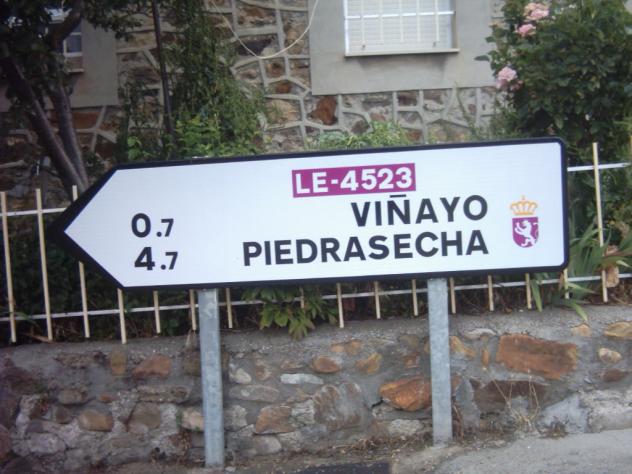 LE-4523
0.7 VIÑAYO
4.7 PIEDRASECHA